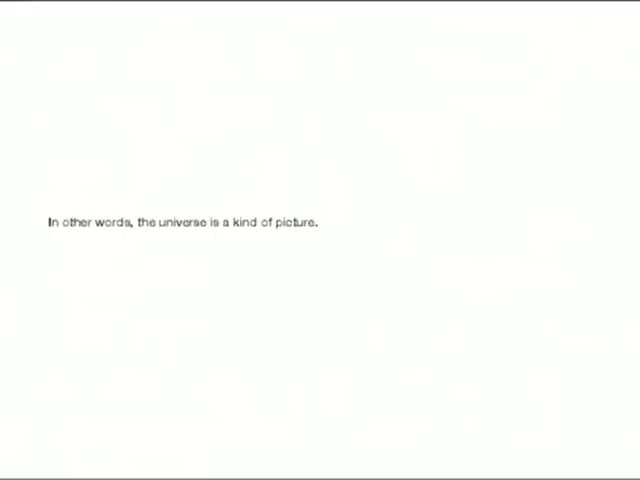 In other words, the universe is a kind of picture.